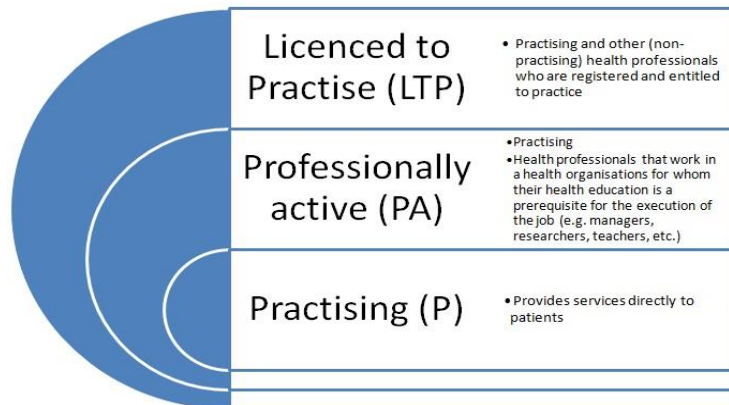 Licenced to
Practise (LTP)
• Practising and other (non-
practising) health professionals
who are registered and entitled
to practice
Professionally
active (PA)
•Practising
•Health professionals that work in
a health organisations for whom
their health education is a
prerequisite for the execution of
the job (e.g. managers,
researchers, teachers, etc.)
Practising (P)
•Provides services directly to
patients